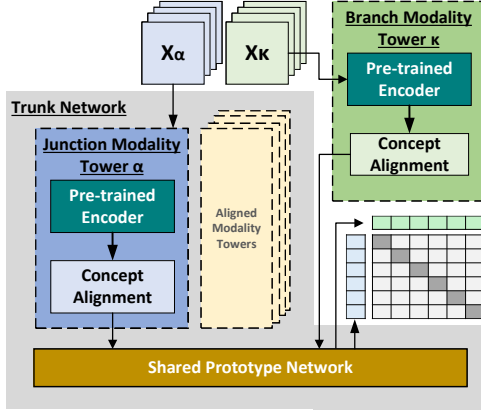 Xα
Xκ
Branch Modality
Tower κ
Pre-trained
Encoder
Concept
Alignment
Trunk Network
Junction Modality
Tower α
Pre-trained
Encoder
Concept
Alignment
Aligned
Modality
Towers
Shared Prototype Network